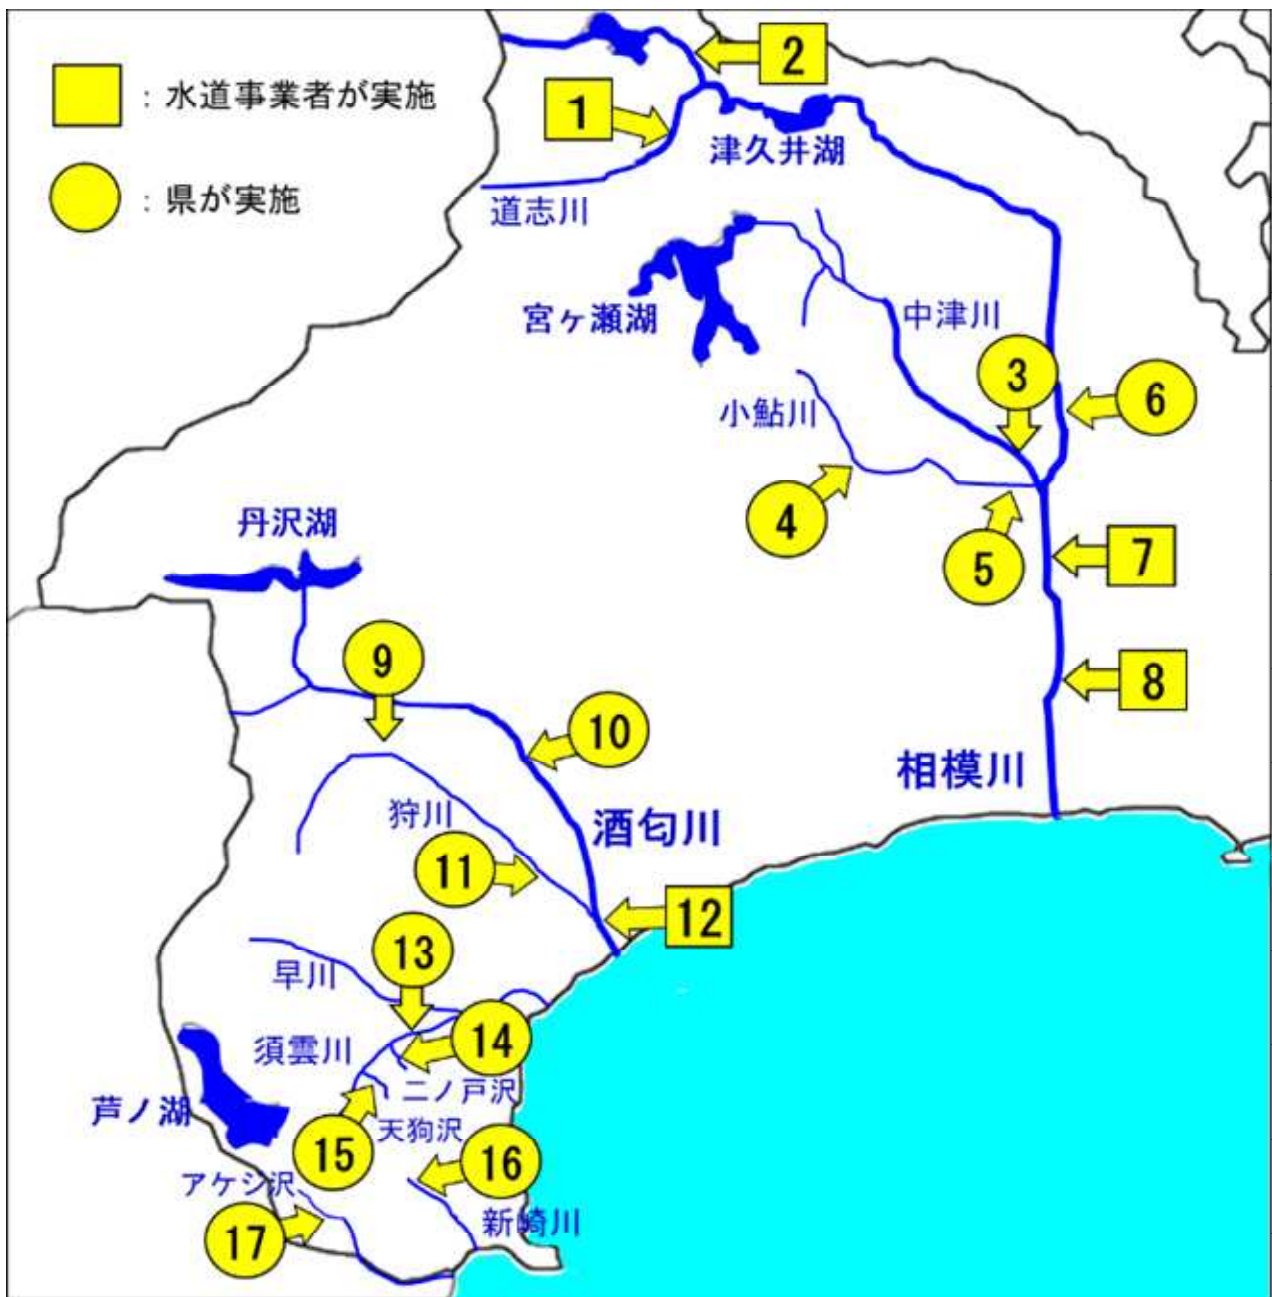 ：水道事業者が実施
：県が実施
2
1
津久井湖
道志川
宮ヶ瀬湖
中津川
3
6
小鮎川
4
5
7
丹沢湖
9
8
10
相模川
狩川
酒匂川
11
12
13
早川
14
須雲川
二ノ戸沢
芦ノ湖
天狗沢
15
16
アケジ沢
新崎川
17